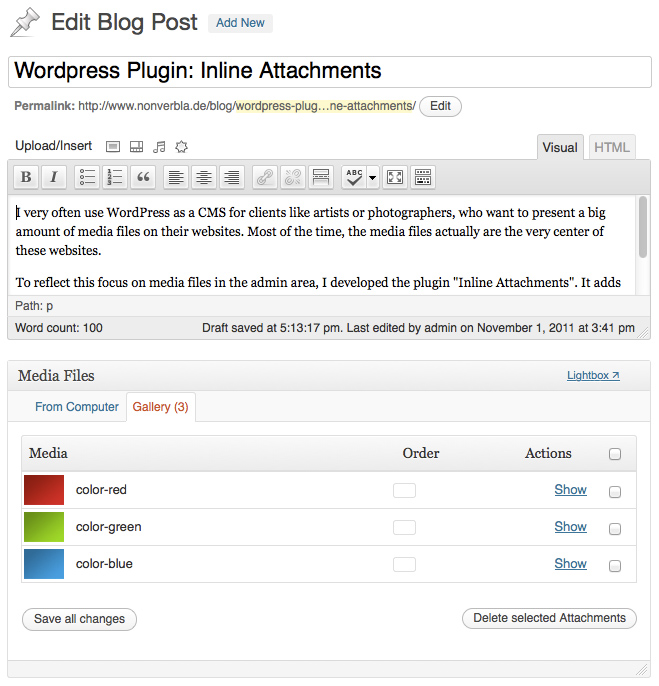 Edit Blog Post Add New
Wordpress Plugin: Inline Attachments
Permalink: http://www.nonverbla.de/blog/wordpress-plug…ne-attachments/ Edit
Upload/Insert Visual HTML
B I “ ABC
I very often use WordPress as a CMS for clients like artists or photographers, who want to present a big
amount of media files on their websites. Most of the time, the media files actually are the very center of
these websites.
To reflect this focus on media files in the admin area, I developed the plugin "Inline Attachments". It adds
Path: p
Word count: 100 Draft saved at 5:13:17 pm. Last edited by admin on November 1, 2011 at 3:41 pm
Media Files Lightbox ↗
From Computer Gallery (3)
Media Order Actions
color-red Show
color-green Show
color-blue Show
Save all changes Delete selected Attachments